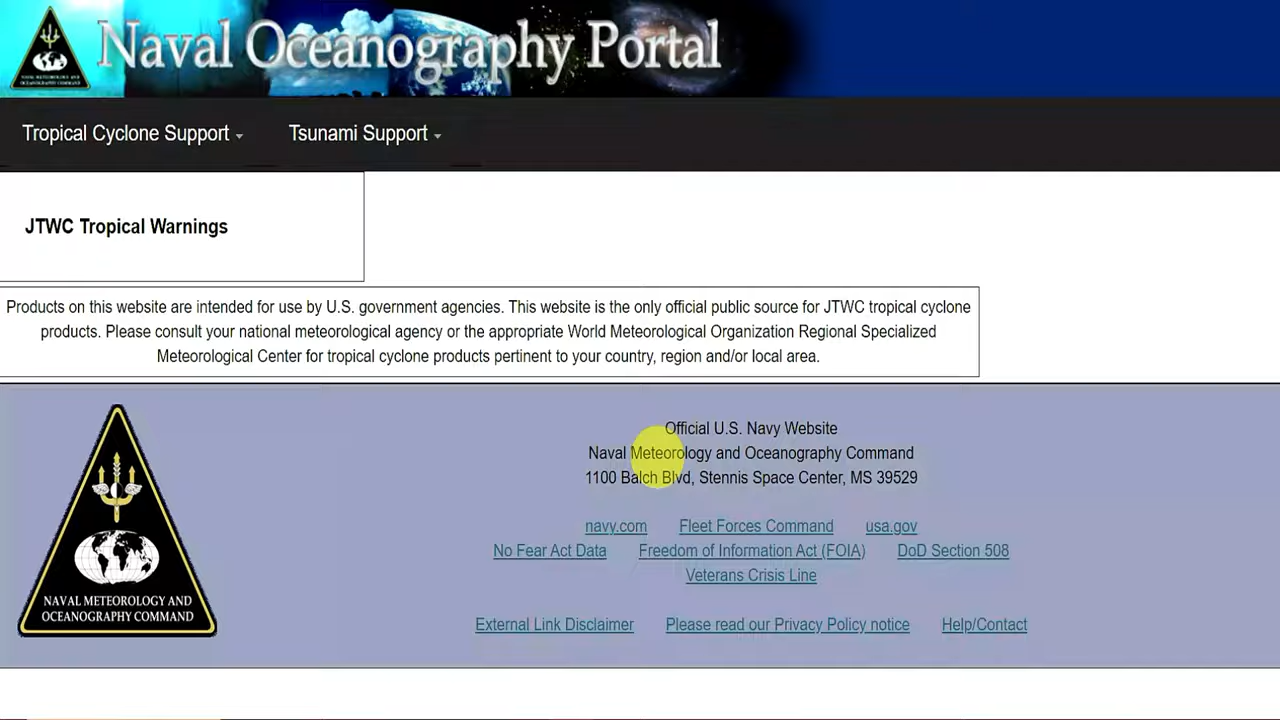 Naval Oceanography Portal
NAVAL METEOROLOGY AND
OCEANOGRAPHY COMMAND
Tropical Cyclone Support
Tsunami Support
JTWC Tropical Warnings
Products on this website are intended for use by U.S. government agencies. This website is the only official public source for JTWC tropical cyclone
products. Please consult your national meteorological agency or the appropriate World Meteorological Organization Regional Specialized
Meteorological Center for tropical cyclone products pertinent to your country, region and/or local area.
Official U.S. Navy Website
Naval Meteorology and Oceanography Command
1100 Balch Blvd, Stennis Space Center, MS 39529
navy.com Fleet Forces Command usa.gov
No Fear Act Data Freedom of Information Act (FOIA) DoD Section 508
Veterans Crisis Line
External Link Disclaimer Please read our Privacy Policy notice Help/Contact
NAVAL METEOROLOGY AND
OCEANOGRAPHY COMMAND